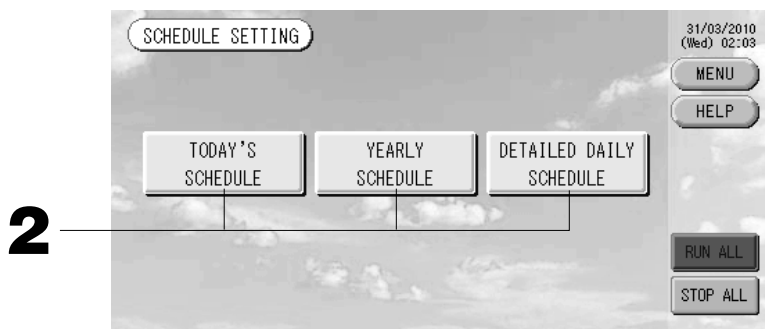 SCHEDULE SETTING
31/03/2010
(Wed) 02:03
MENU
HELP
TODAY'S
SCHEDULE
YEARLY
SCHEDULE
DETAILED DAILY
SCHEDULE
2
RUN ALL
STOP ALL